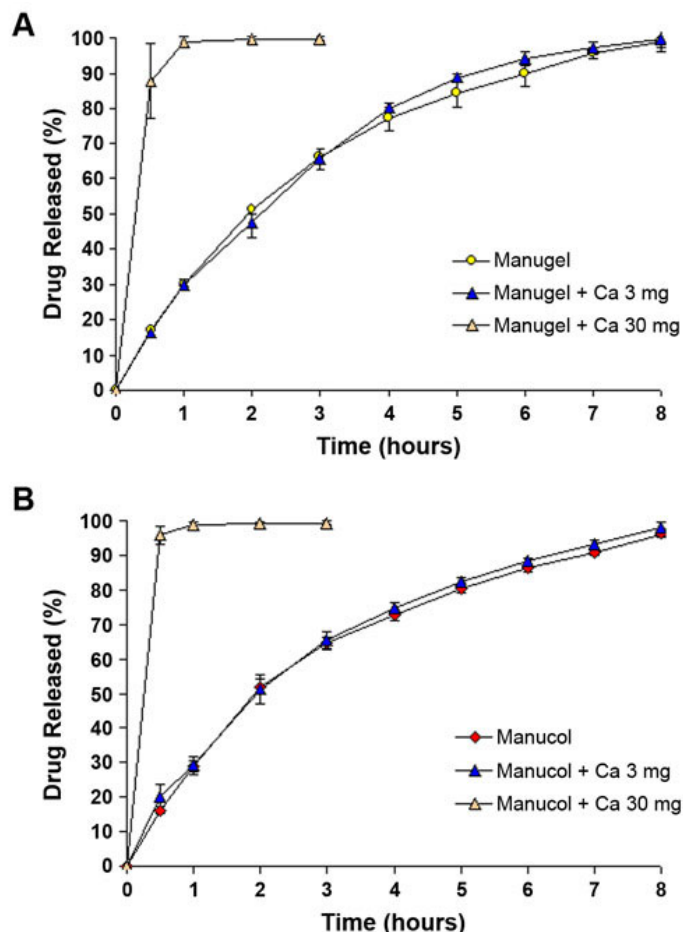 A
Drug Released (%)
100
90
80
70
60
50
40
30
20
10
0
0 1 2 3 4 5 6 7 8
Time (hours)
Manugel
Manugel + Ca 3 mg
Manugel + Ca 30 mg
B
Drug Released (%)
100
90
80
70
60
50
40
30
20
10
0
0 1 2 3 4 5 6 7 8
Time (hours)
Manucol
Manucol + Ca 3 mg
Manucol + Ca 30 mg